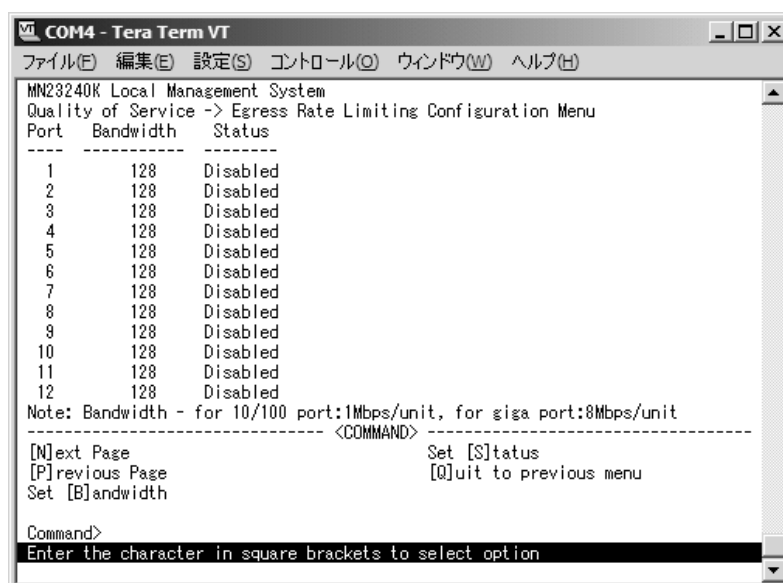 COM4 - Tera Term VT
ファイル(F) 編集(E) 設定(S) コントロール(O) ウィンドウ(W) ヘルプ(H)
MN23240K Local Management System
Quality of Service -> Egress Rate Limiting Configuration Menu
Port Bandwidth Status
---- ----------- --------
1 128 Disabled
2 128 Disabled
3 128 Disabled
4 128 Disabled
5 128 Disabled
6 128 Disabled
7 128 Disabled
8 128 Disabled
9 128 Disabled
10 128 Disabled
11 128 Disabled
12 128 Disabled
Note: Bandwidth - for 10/100 port:1Mbps/unit, for giga port:8Mbps/unit
-------------------------------- <COMMAND> -----------------------------------
[N]ext Page Set [S]tatus
[P]revious Page [Q]uit to previous menu
Set [B]andwidth
Command>
Enter the character in square brackets to select option